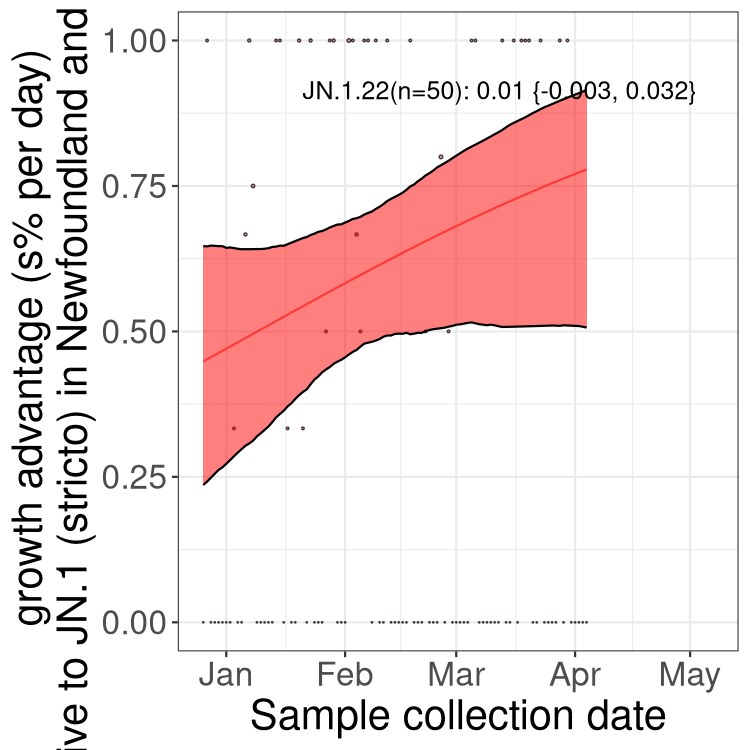 growth advantage (s% per day)
ive to JN.1 (stricto) in Newfoundland and
1.00
0.75
0.50
0.25
0.00
JN.1.22(n=50): 0.01 {-0.003, 0.032}
Jan Feb Mar Apr May
Sample collection date